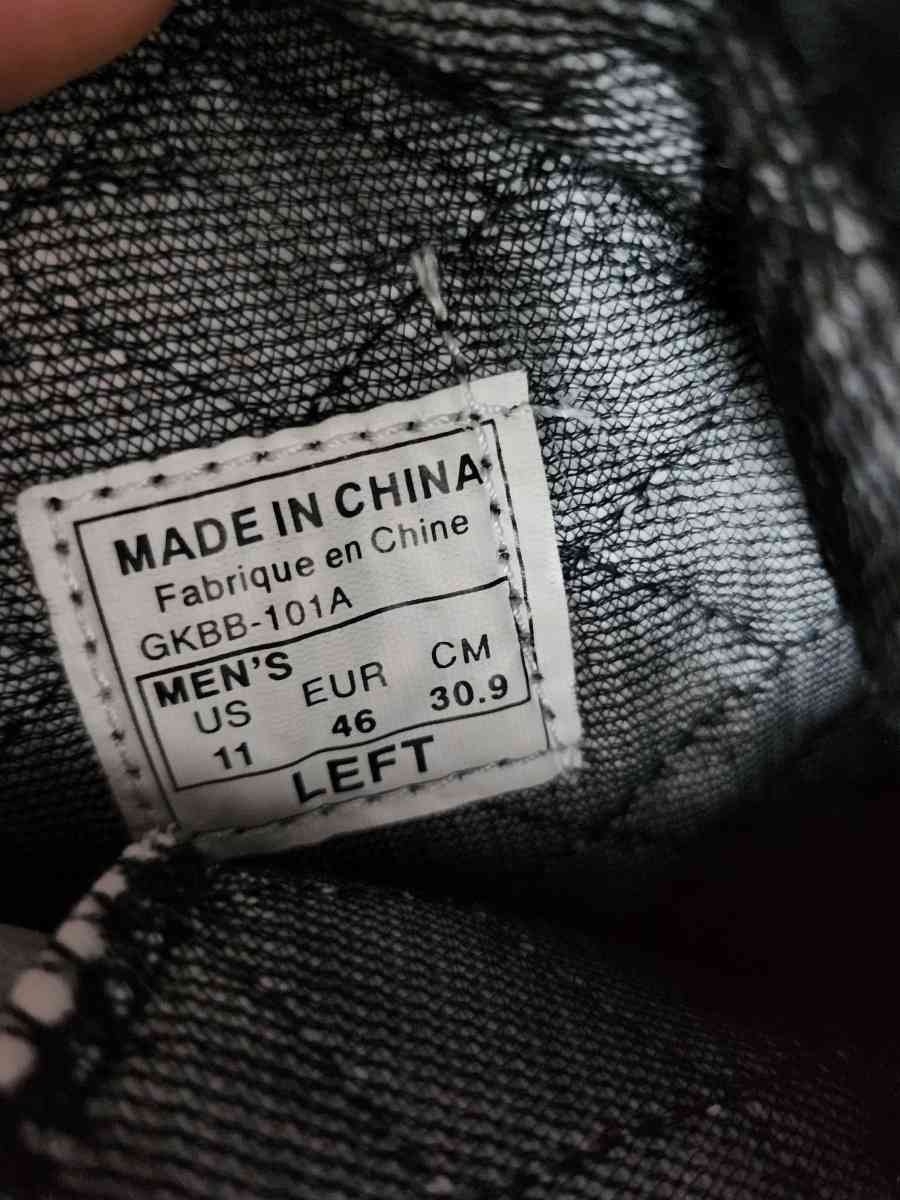 MADE IN CHINA
Fabrique en Chine
GKBB-101A
MEN'S
US EUR CM
11 46 30.9
LEFT